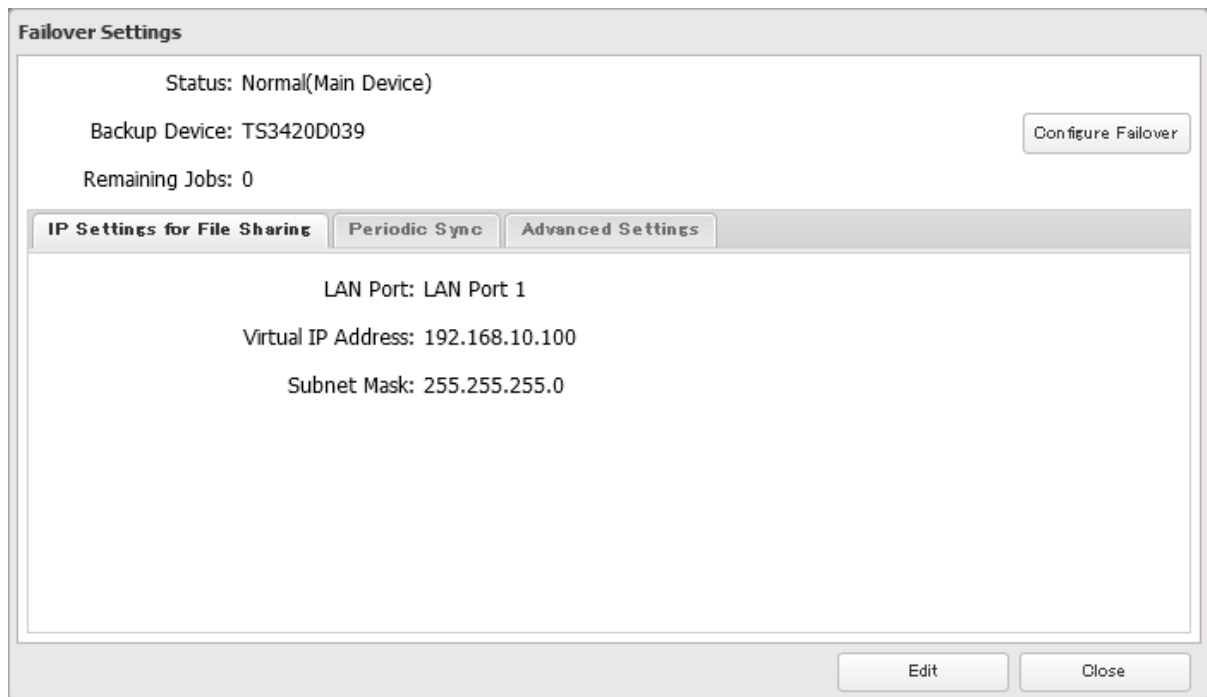 Failover Settings
Status: Normal(Main Device)
Backup Device: TS3420D039
Configure Failover
Remaining Jobs: 0
IP Settings for File Sharing Periodic Sync Advanced Settings
LAN Port: LAN Port 1
Virtual IP Address: 192.168.10.100
Subnet Mask: 255.255.255.0
Edit Close